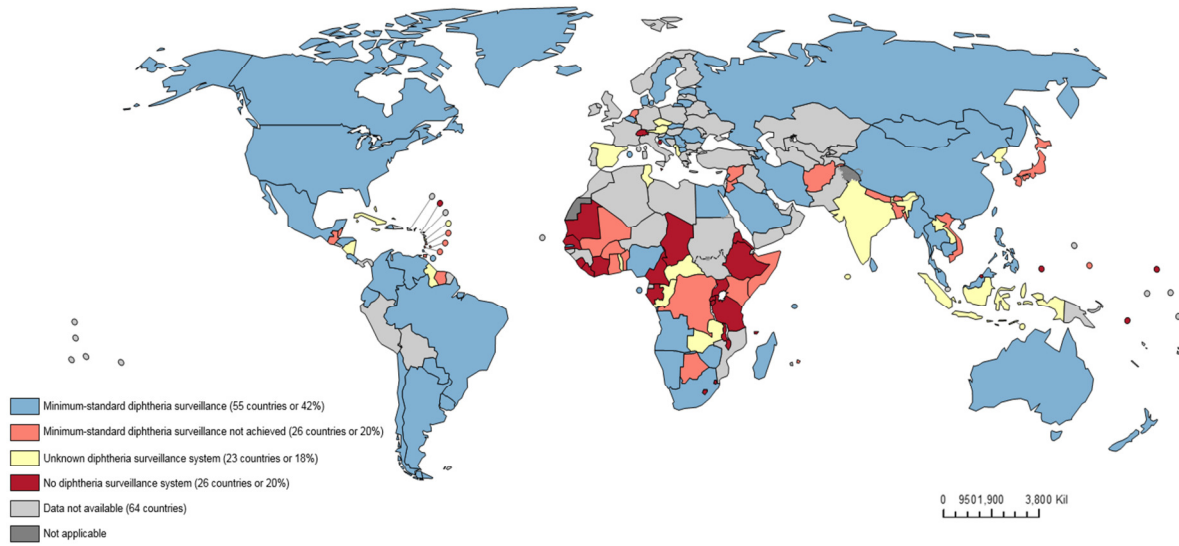 Minimum-standard diphtheria surveillance (55 countries or 42%)
Minimum-standard diphtheria surveillance not achieved (26 countries or 20%)
Unknown diphtheria surveillance system (23 countries or 18%)
No diphtheria surveillance system (26 countries or 20%)
Data not available (64 countries)
Not applicable
0 9501,900 3,800 Kil